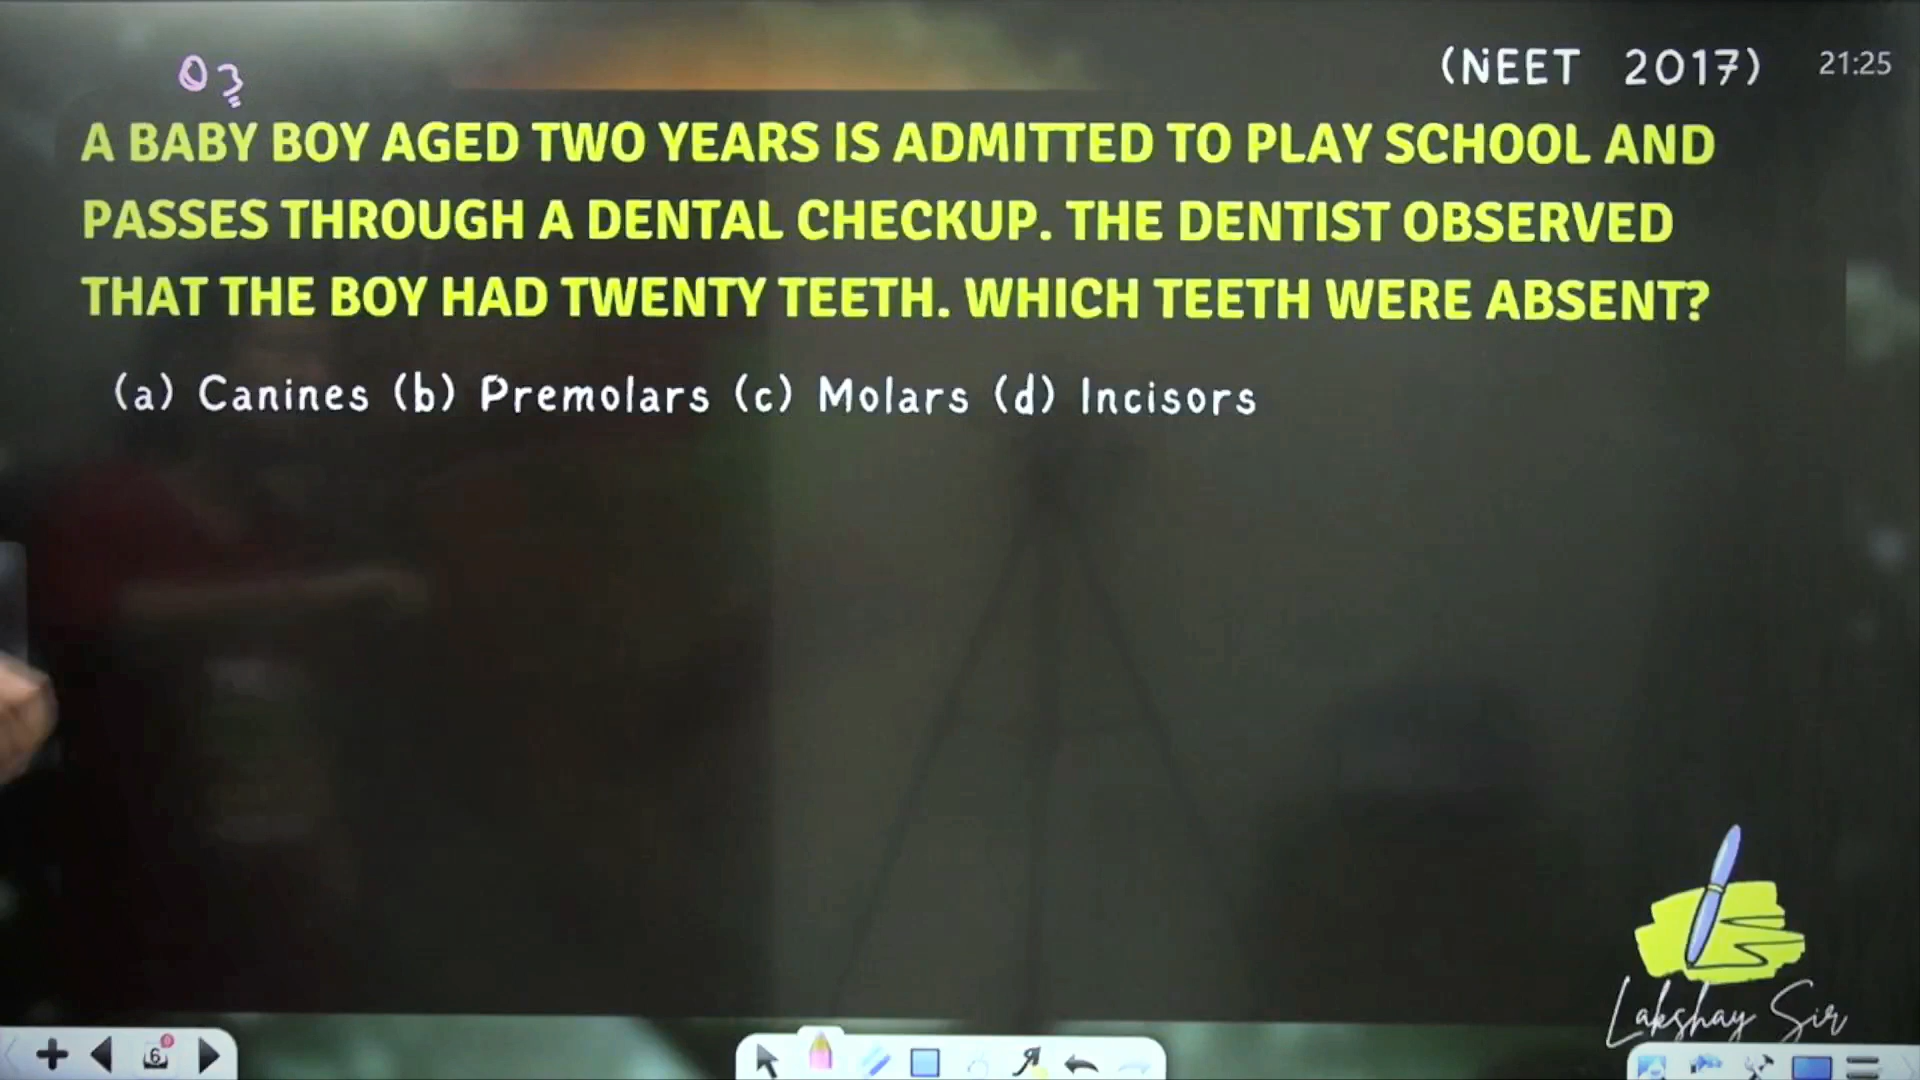 Q3
(NEET 2017) 21:25
A BABY BOY AGED TWO YEARS IS ADMITTED TO PLAY SCHOOL AND
PASSES THROUGH A DENTAL CHECKUP. THE DENTIST OBSERVED
THAT THE BOY HAD TWENTY TEETH. WHICH TEETH WERE ABSENT?
(a) Canines (b) Premolars (c) Molars (d) Incisors
Lakshay Sir
6